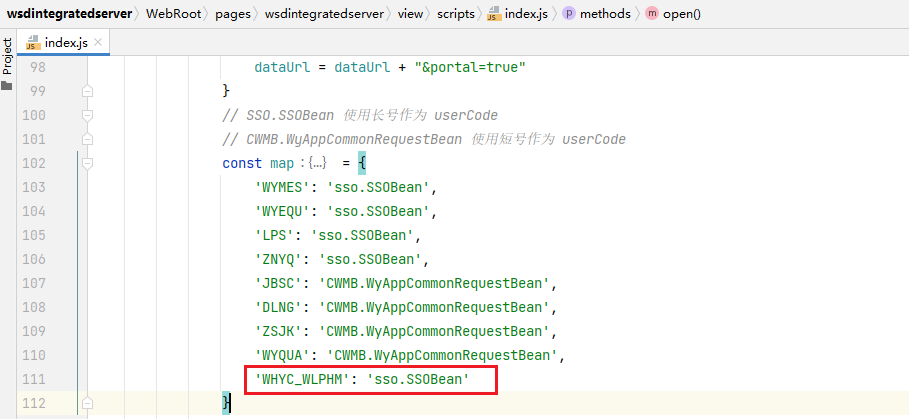 wsdintegratedserver 〉 WebRoot 〉 pages 〉 wsdintegratedserver 〉 view 〉 scripts 〉 index.js 〉 p methods 〉 m open()
index.js ×
Project
98 dataUrl = dataUrl + "&portal=true"
99 }
100 // SSO.SSOBean 使用长号作为 userCode
101 // CWMB.WyAppCommonRequestBean 使用短号作为 userCode
102 const map :{…} = {
103 'WYMES': 'sso.SSOBean',
104 'WYEQU': 'sso.SSOBean',
105 'LPS': 'sso.SSOBean',
106 'ZNYQ': 'sso.SSOBean',
107 'JBSC': 'CWMB.WyAppCommonRequestBean',
108 'DLNG': 'CWMB.WyAppCommonRequestBean',
109 'ZSJK': 'CWMB.WyAppCommonRequestBean',
110 'WYQUA': 'CWMB.WyAppCommonRequestBean',
111 'WHYC_WLPHM': 'sso.SSOBean'
112 }